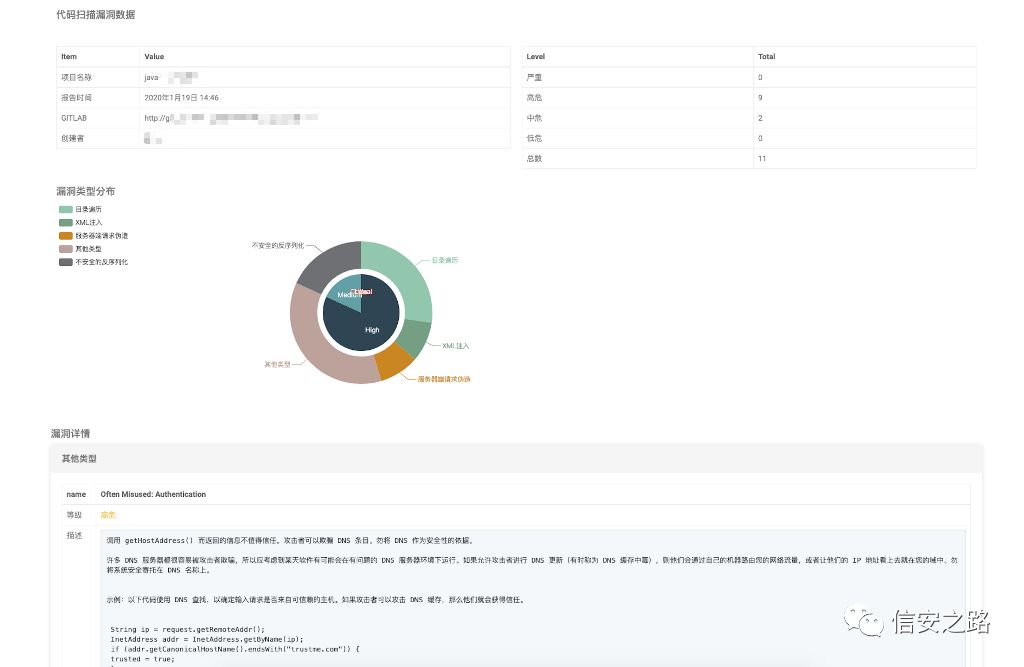 代码扫描漏洞数据
Item Value
项目名称 java-
报告时间 2020年1月19日 14:46
GITLAB http://gi
创建者
Level Total
严重 0
高危 9
中危 2
低危 0
总数 11
漏洞类型分布
目录遍历
XML注入
服务器端请求伪造
其他类型
不安全的反序列化
不安全的反序列化
目录遍历
Medium
High
XML注入
其他类型
服务器端请求伪造
漏洞详情
其他类型
name Often Misused: Authentication
等级 高危
描述
调用 getHostAddress() 而返回的信息不值得信任。攻击者可以欺骗 DNS 条目。勿将 DNS 作为安全性的依据。
许多 DNS 服务器都很容易被攻击者欺骗，所以应考虑到某天软件有可能会在有问题的 DNS 服务器环境下运行。如果允许攻击者进行 DNS 更新（有时称为 DNS 缓存中毒），则他们会通过自己的机器路由您的网络流量，或者让他们的 IP 地址看上去就在您的域中。勿
将系统安全寄托在 DNS 名称上。
示例：以下代码使用 DNS 查找，以确定输入请求是否来自可信赖的主机。如果攻击者可以攻击 DNS 缓存，那么他们就会获得信任。
String ip = request.getRemoteAddr();
InetAddress addr = InetAddress.getByName(ip);
if (addr.getCanonicalHostName().endsWith("trustme.com")) {
trusted = true;
信安之路